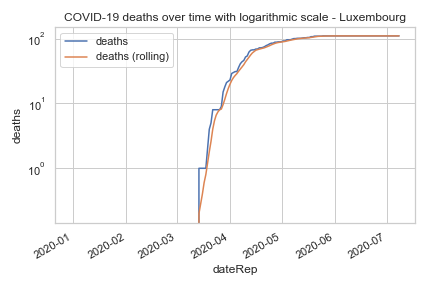 COVID-19 deaths over time with logarithmic scale - Luxembourg
deaths
deaths (rolling)
10²
10¹
10⁰
deaths
2020-01
2020-02
2020-03
2020-04
2020-05
2020-06
2020-07
dateRep